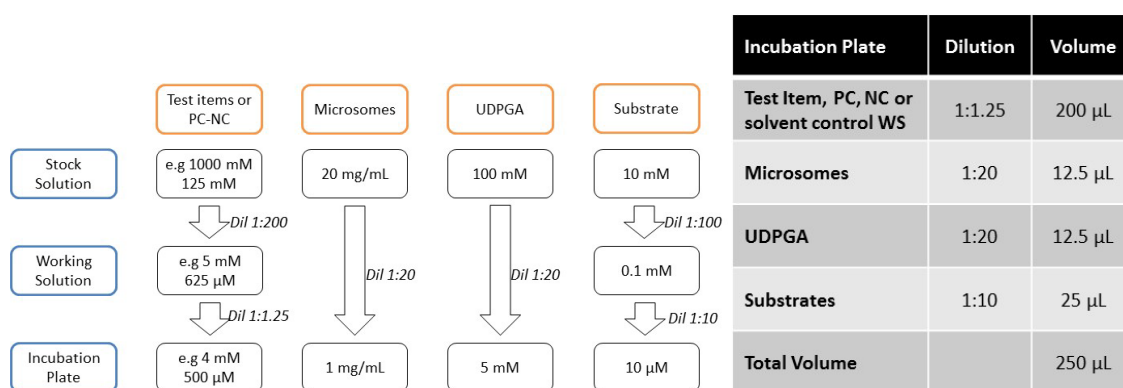 Test items or
PC-NC
Microsomes
UDPGA
Substrate
Stock
Solution
e.g 1000 mM
125 mM
20 mg/mL
100 mM
10 mM
Dil 1:200
Dil 1:100
Working
Solution
e.g 5 mM
625 µM
Dil 1:20
Dil 1:20
0.1 mM
Dil 1:1.25
Dil 1:10
Incubation
Plate
e.g 4 mM
500 µM
1 mg/mL
5 mM
10 µM
Incubation Plate Dilution Volume
Test Item, PC, NC or
solvent control WS 1:1.25 200 µL
Microsomes 1:20 12.5 µL
UDPGA 1:20 12.5 µL
Substrates 1:10 25 µL
Total Volume 250 µL